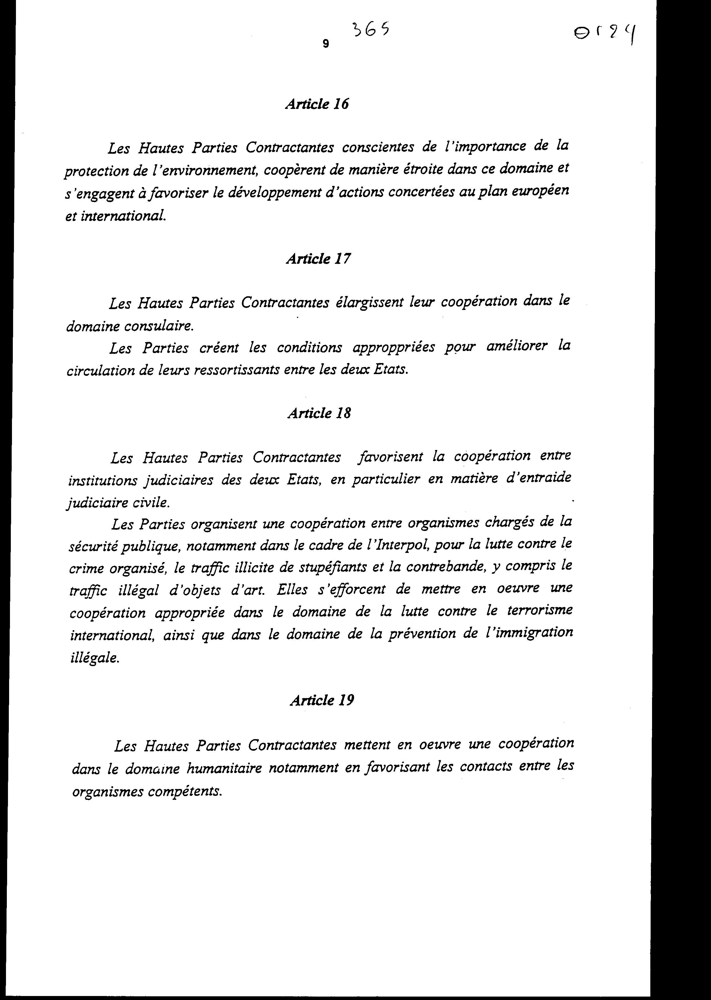 365
9
Article 16
Les Hautes Parties Contractantes conscientes de l'importance de la
protection de l'environnement, coopèrent de manière étroite dans ce domaine et
s'engagent à favoriser le développement d'actions concertées au plan européen
et international.
Article 17
Les Hautes Parties Contractantes élargissent leur coopération dans le
domaine consulaire.
Les Parties créent les conditions approppriées pour améliorer la
circulation de leurs ressortissants entre les deux Etats.
Article 18
Les Hautes Parties Contractantes favorisent la coopération entre
institutions judiciaires des deux Etats, en particulier en matière d'entraide
judiciaire civile.
Les Parties organisent une coopération entre organismes chargés de la
sécurité publique, notamment dans le cadre de l'Interpol, pour la lutte contre le
crime organisé, le traffic illicite de stupéfiants et la contrebande, y compris le
traffic illégal d'objets d'art. Elles s'efforcent de mettre en oeuvre une
coopération appropriée dans le domaine de la lutte contre le terrorisme
international, ainsi que dans le domaine de la prévention de l'immigration
illégale.
Article 19
Les Hautes Parties Contractantes mettent en oeuvre une coopération
dans le domaine humanitaire notamment en favorisant les contacts entre les
organismes compétents.